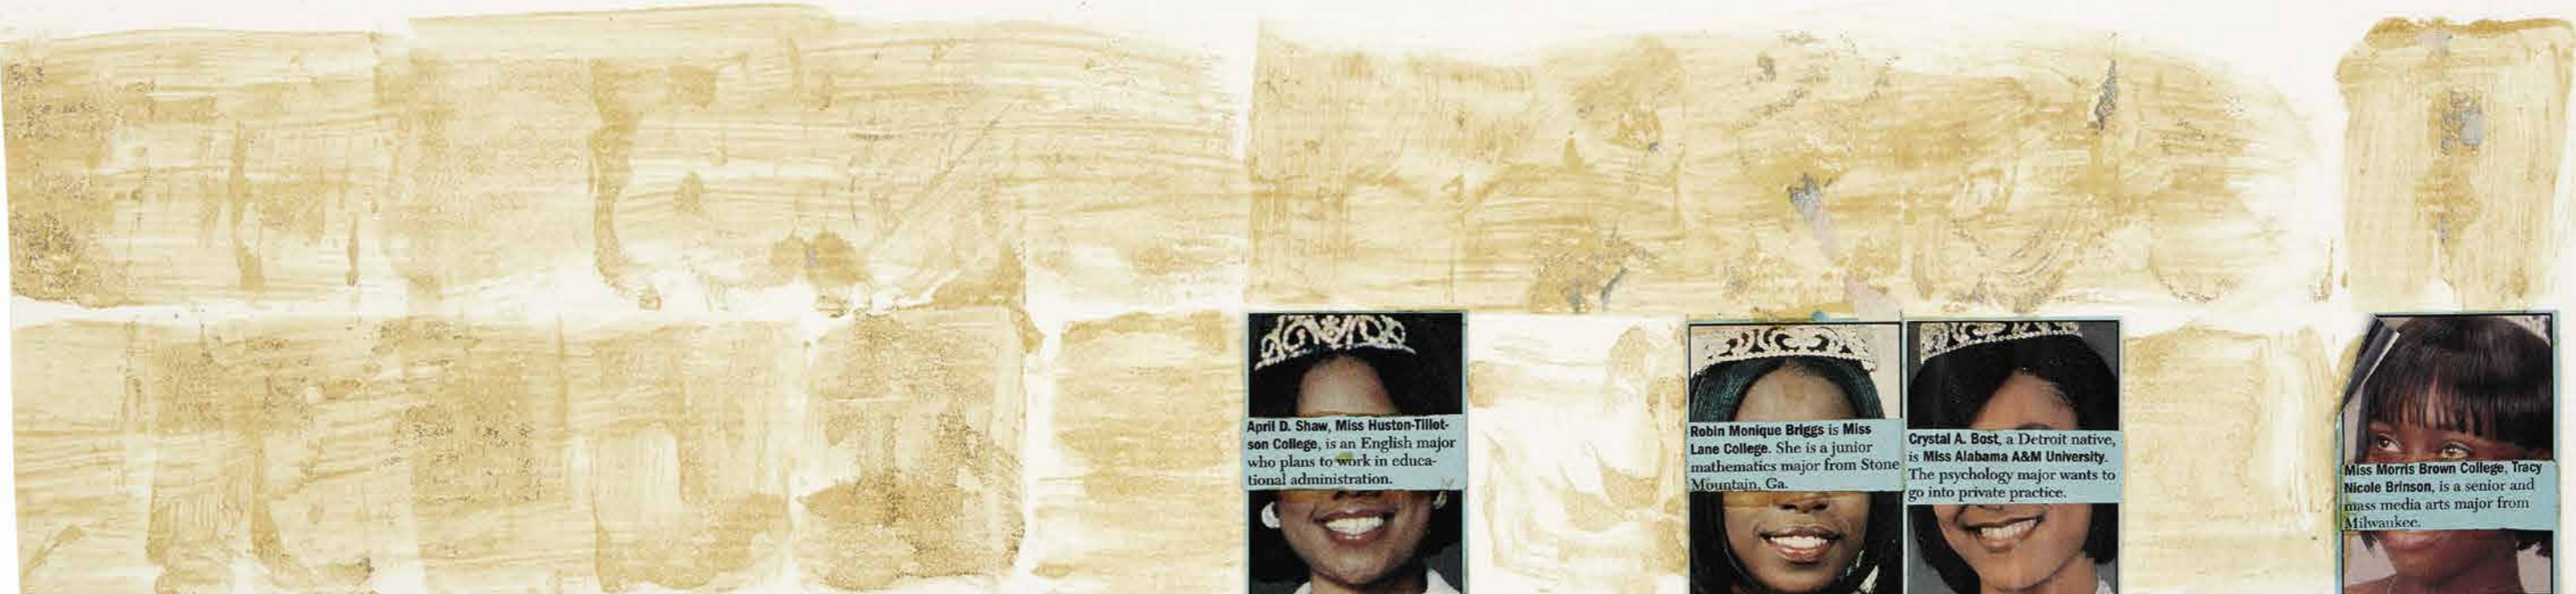 April D. Shaw, Miss Huston-Tillot-
son College, is an English major
who plans to work in educa-
tional administration.
Robin Monique Briggs is Miss
Lane College. She is a junior
mathematics major from Stone
Mountain, Ga.
Crystal A. Bost, a Detroit native,
is Miss Alabama A&M University.
The psychology major wants to
go into private practice.
Miss Morris Brown College, Tracy
Nicole Brinson, is a senior and
mass media arts major from
Milwaukee.